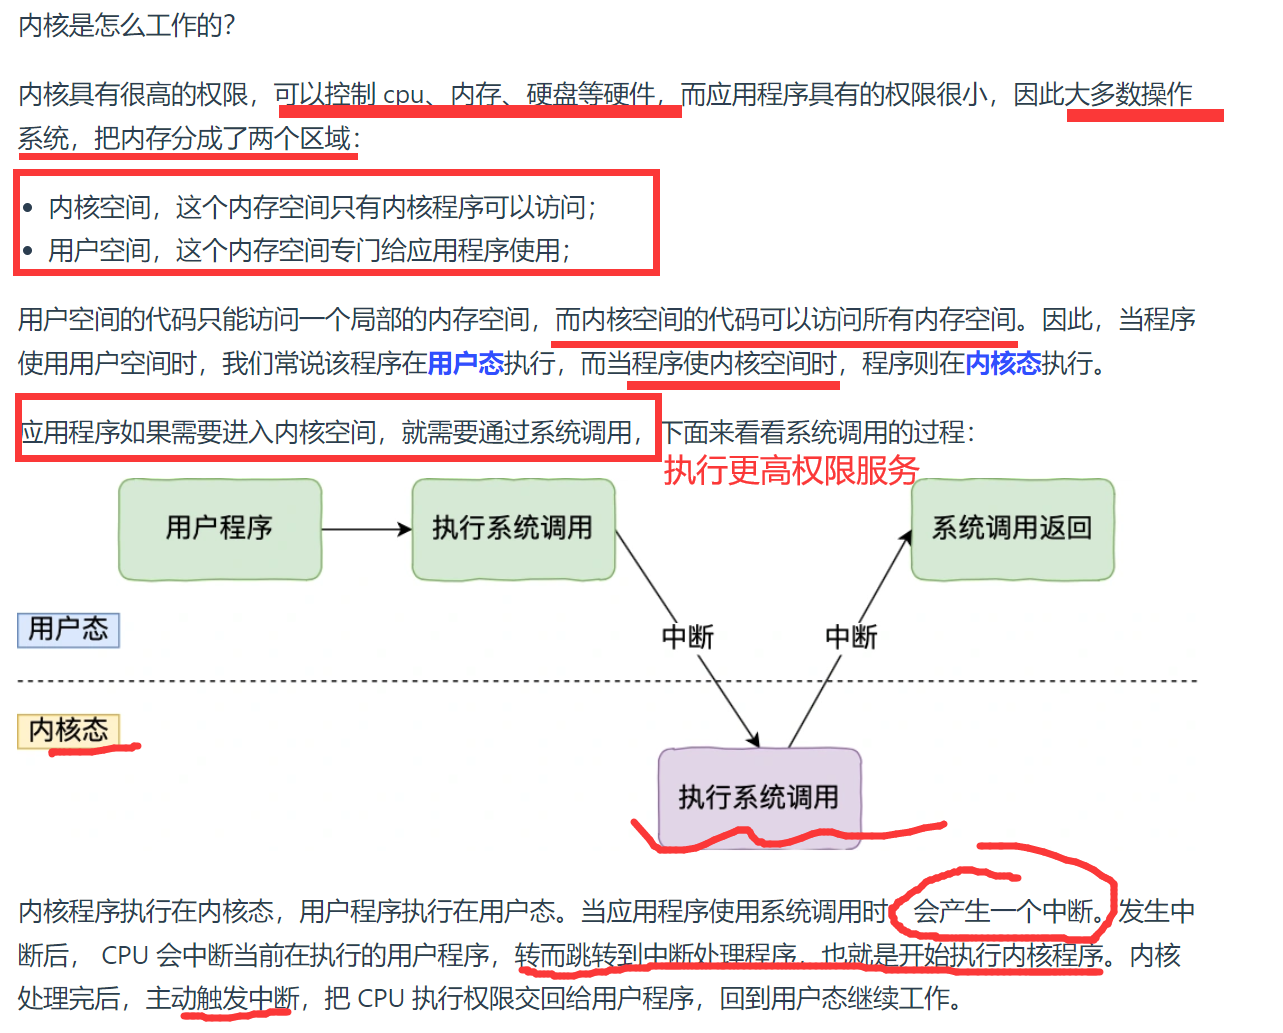 内核是怎么工作的？
内核具有很高的权限，可以控制 cpu、内存、硬盘等硬件，而应用程序具有的权限很小，因此大多数操作
系统，把内存分成了两个区域：
• 内核空间，这个内存空间只有内核程序可以访问；
• 用户空间，这个内存空间专门给应用程序使用；
用户空间的代码只能访问一个局部的内存空间，而内核空间的代码可以访问所有内存空间。因此，当程序
使用用户空间时，我们常说该程序在用户态执行，而当程序使内核空间时，程序则在内核态执行。
应用程序如果需要进入内核空间，就需要通过系统调用，下面来看看系统调用的过程：
执行更高权限服务
用户程序
执行系统调用
系统调用返回
中断
中断
用户态
内核态
执行系统调用
内核程序执行在内核态，用户程序执行在用户态。当应用程序使用系统调用时，会产生一个中断。发生中
断后， CPU 会中断当前在执行的用户程序，转而跳转到中断处理程序，也就是开始执行内核程序。内核
处理完后，主动触发中断，把 CPU 执行权限交回给用户程序，回到用户态继续工作。